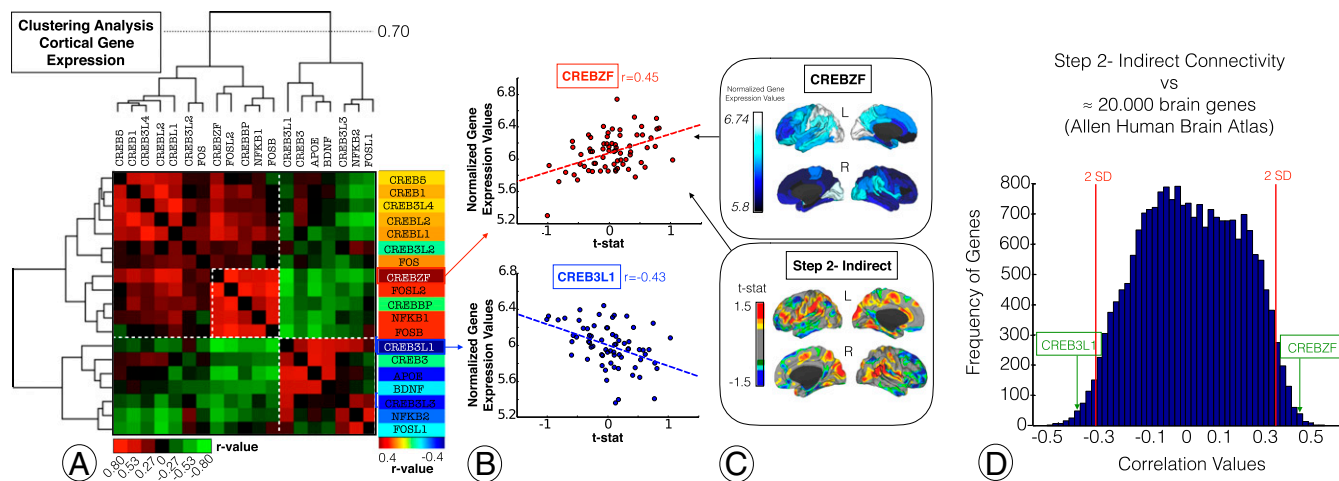 Clustering Analysis
Cortical Gene
Expression
0.70
CREB5
CREB1
CREB3L4
CREBL2
CREBL1
CREB3L2
FOS
CREBZF
FOSL2
CREBBP
NFKB1
FOSB
CREB3L1
CREB3
APOE
BDNF
CREB3L3
NFKB2
FOSL1
CREB5
CREB1
CREB3L4
CREBL2
CREBL1
CREB3L2
FOS
CREBZF
FOSL2
CREBBP
NFKB1
FOSB
CREB3L1
CREB3
APOE
BDNF
CREB3L3
NFKB2
FOSL1
A
r-value
0.80
0.53
0.27
0
-0.27
-0.53
-0.80
0.4
-0.4
r-value
CREBZF r=0.45
Normalized Gene
Expression Values
6.8
6.4
6
5.6
5.2
-1 0 1
t-stat
CREB3L1 r=-0.43
Normalized Gene
Expression Values
6.8
6.4
6
5.6
5.2
-1 0 1
t-stat
B
CREBZF
Normalized Gene
Expression Values
6.74
5.8
L
R
Step 2- Indirect
t-stat
1.5
-1.5
L
R
C
Step 2- Indirect Connectivity
vs
≈ 20.000 brain genes
(Allen Human Brain Atlas)
2 SD
2 SD
Frequency of Genes
800
700
600
500
400
300
200
100
0
CREB3L1
CREBZF
-0.5 -0.3 -0.1 0 0.1 0.3 0.5
Correlation Values
D